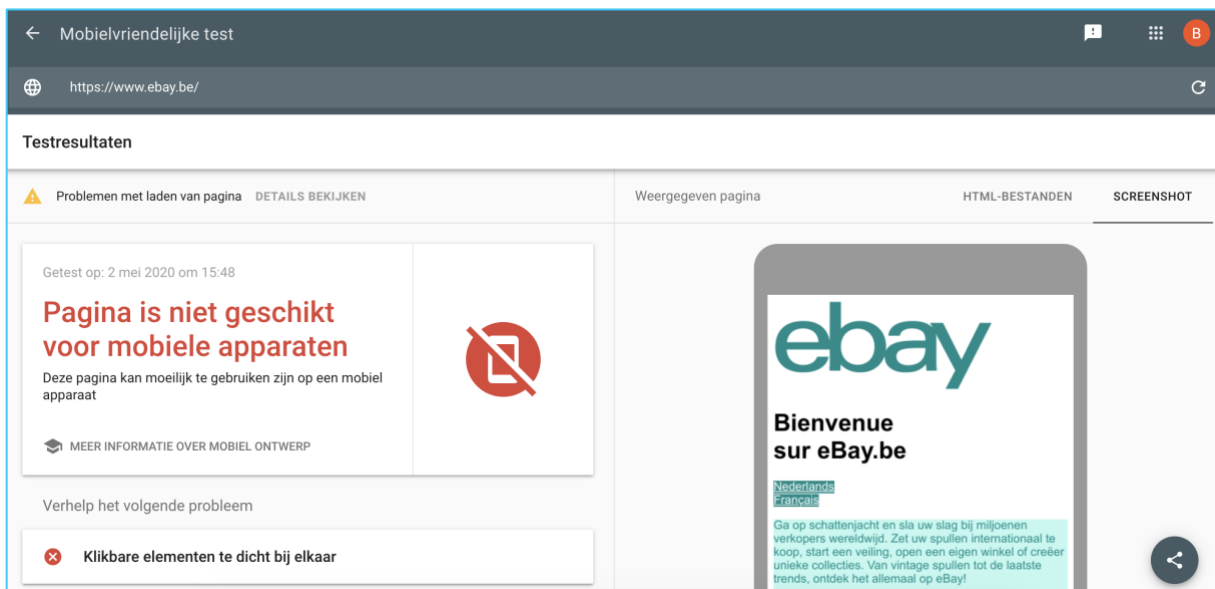 Mobielvriendelijke test
B
https://www.ebay.be/
Testresultaten
Problemen met laden van pagina DETAILS BEKIJKEN
Weergegeven pagina HTML-BESTANDEN SCREENSHOT
Getest op: 2 mei 2020 om 15:48
Pagina is niet geschikt
voor mobiele apparaten
Deze pagina kan moeilijk te gebruiken zijn op een mobiel
apparaat
MEER INFORMATIE OVER MOBIEL ONTWERP
Verhelp het volgende probleem
Klikbare elementen te dicht bij elkaar
ebay
Bienvenue
sur eBay.be
Nederlands
Français
Ga op schattenjacht en sla uw slag bij miljoenen
verkopers wereldwijd. Zet uw spullen internationaal te
koop, start een veiling, open een eigen winkel of creëer
unieke collecties. Van vintage spullen tot de laatste
trends, ontdek het allemaal op eBay!